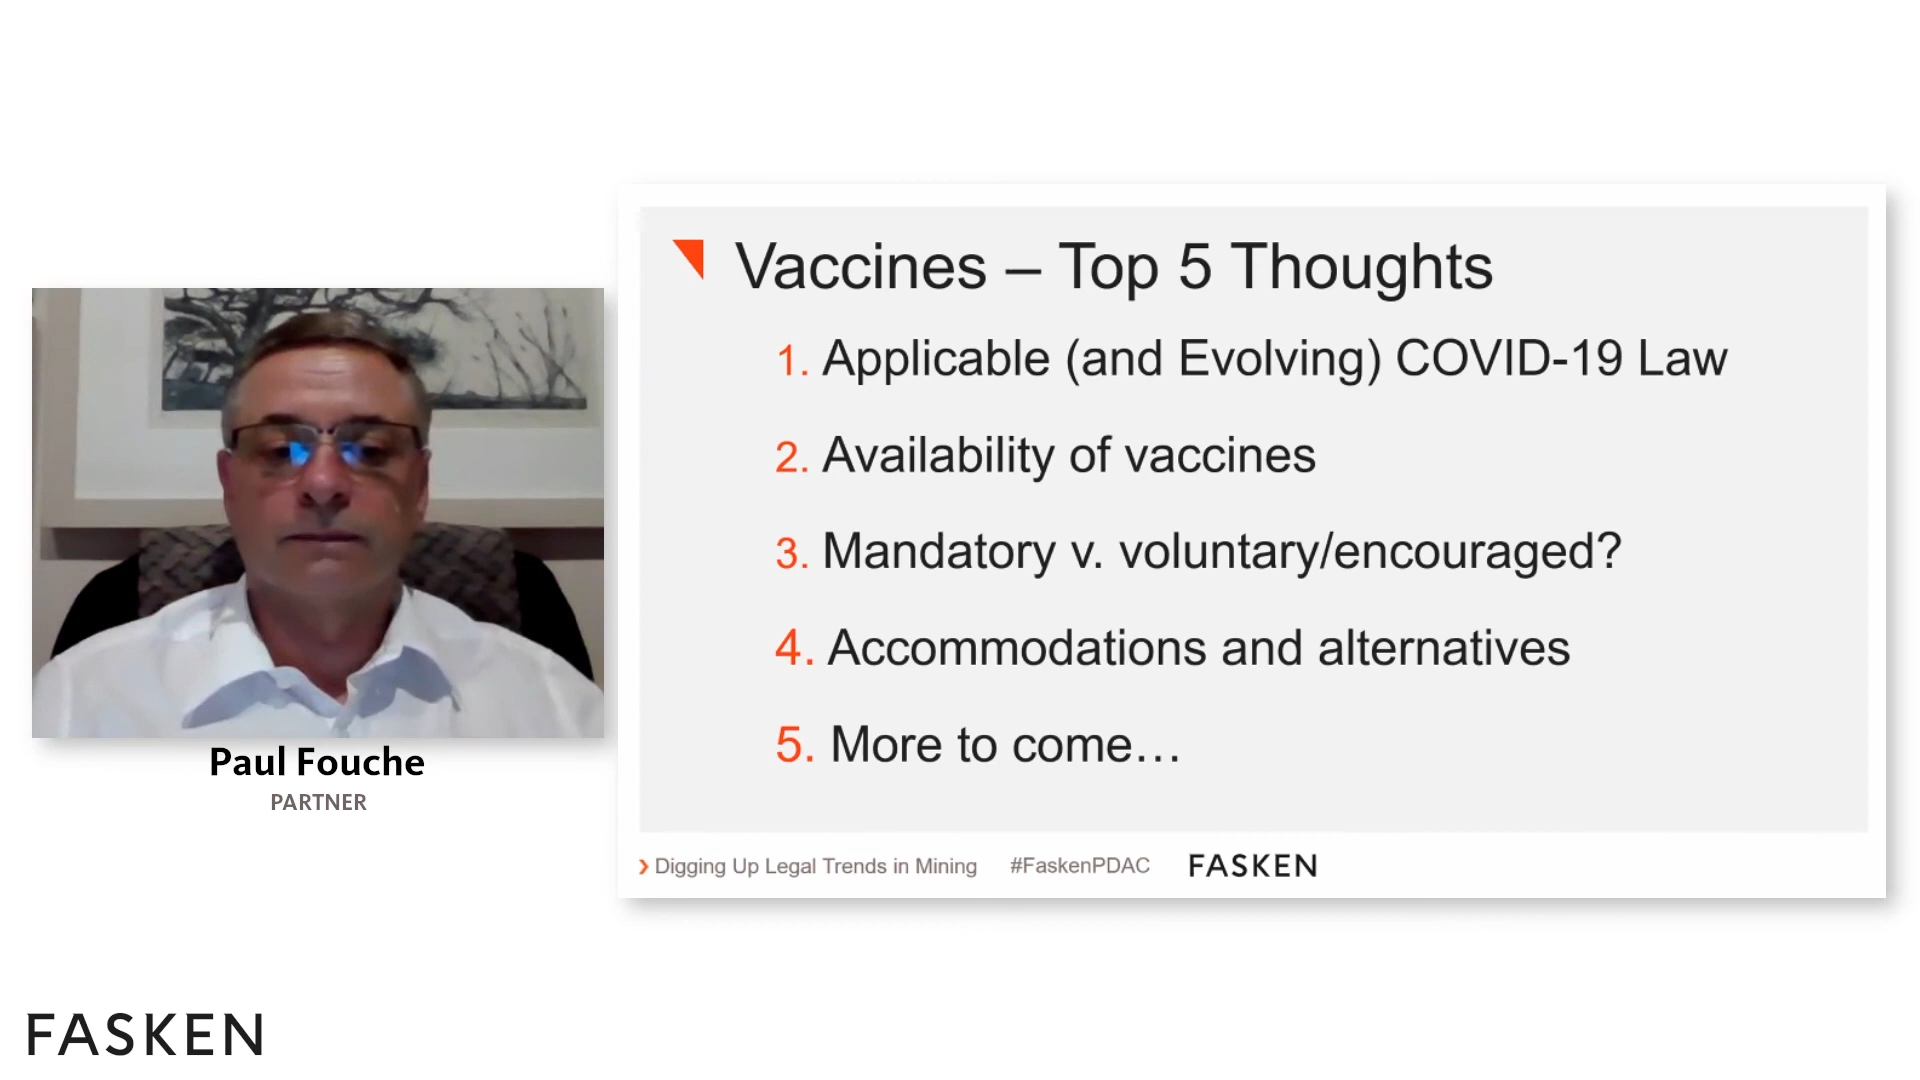 Vaccines – Top 5 Thoughts
1. Applicable (and Evolving) COVID-19 Law
2. Availability of vaccines
3. Mandatory v. voluntary/encouraged?
4. Accommodations and alternatives
5. More to come…
Paul Fouche
PARTNER
› Digging Up Legal Trends in Mining #FaskenPDAC FASKEN
FASKEN